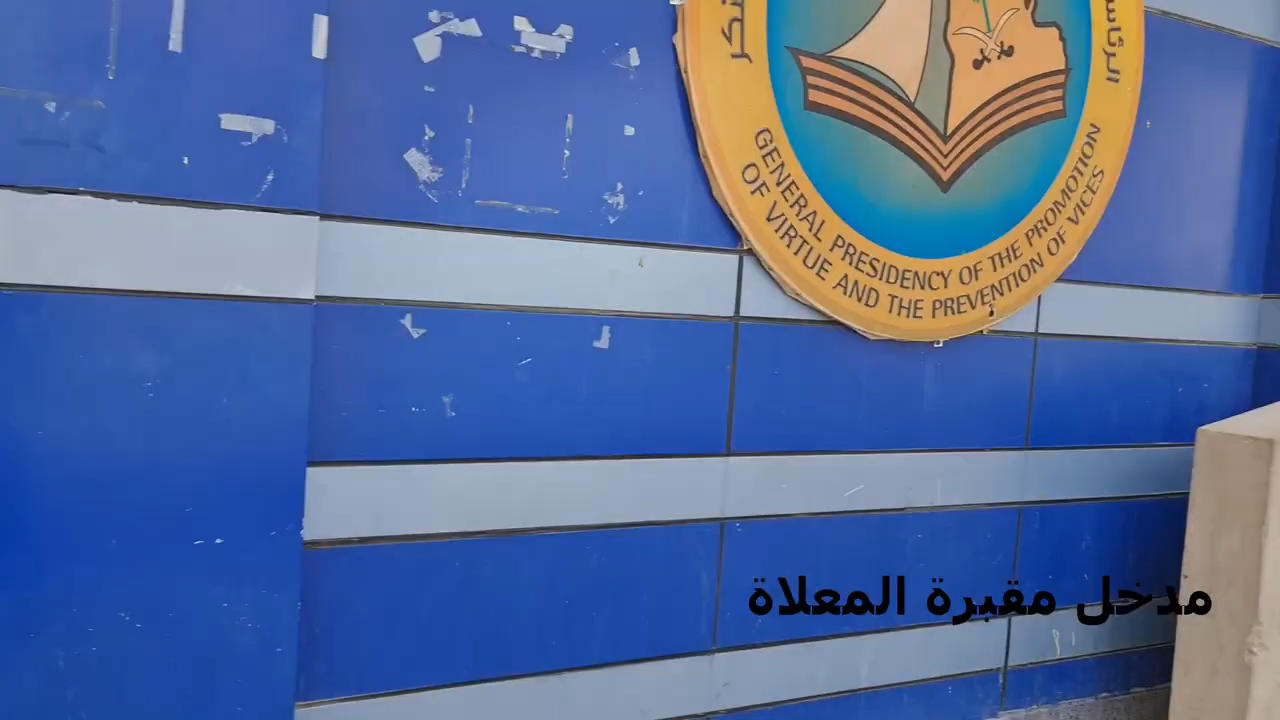 GENERAL PRESIDENCY OF THE PROMOTION
OF VIRTUE AND THE PREVENTION OF VICES
مدخل مقبرة المعلاة